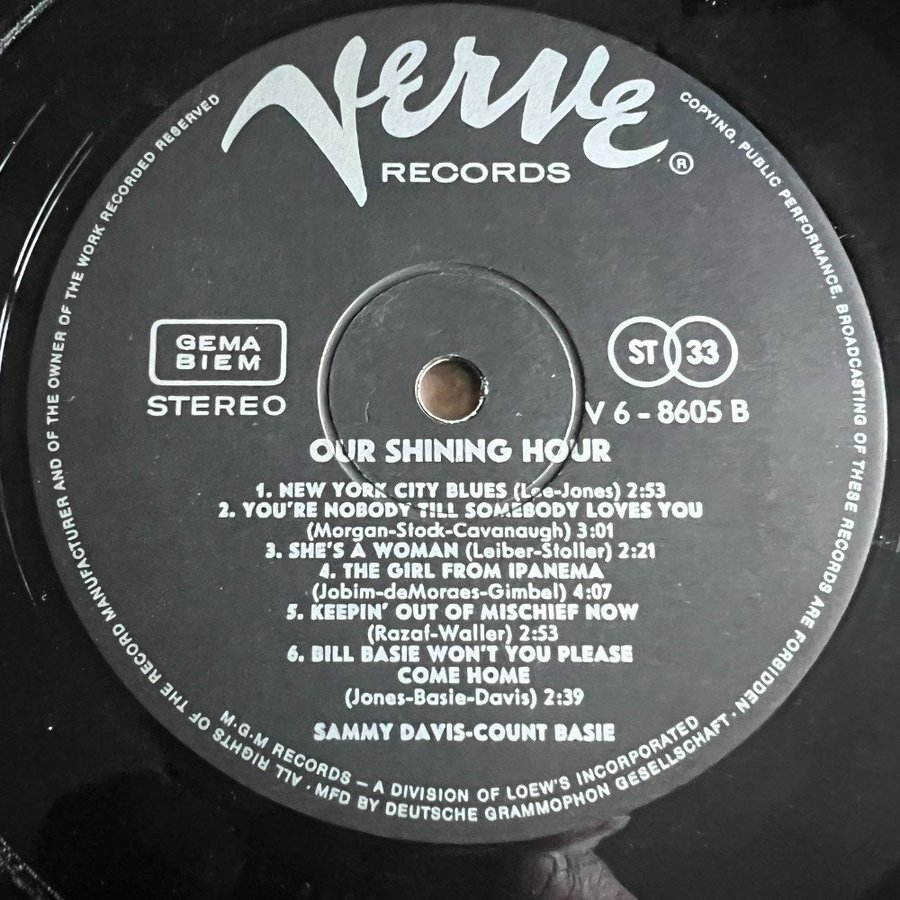 Verve
RECORDS ®
GEMA
BIEM
STEREO
ST 33
V 6 - 8605 B
OUR SHINING HOUR
1. NEW YORK CITY BLUES (Lee-Jones) 2:53
2. YOU'RE NOBODY TILL SOMEBODY LOVES YOU
(Morgan-Stock-Cavanaugh) 3:01
3. SHE'S A WOMAN (Leiber-Stoller) 2:21
4. THE GIRL FROM IPANEMA
(Jobim-deMoraes-Gimbel) 4:07
5. KEEPIN' OUT OF MISCHIEF NOW
(Razaf-Waller) 2:53
6. BILL BASIE WON'T YOU PLEASE
COME HOME
(Jones-Basie-Davis) 2:39
SAMMY DAVIS-COUNT BASIE
M.G.M RECORDS – A DIVISION OF LOEW'S INCORPORATED
ALL RIGHTS OF THE RECORD MANUFACTURER AND OF THE OWNER OF THE WORK RECORDED RESERVED
COPYING, PUBLIC PERFORMANCE, BROADCASTING OF THESE RECORDS ARE FORBIDDEN
· MFD BY DEUTSCHE GRAMMOPHON GESELLSCHAFT ·